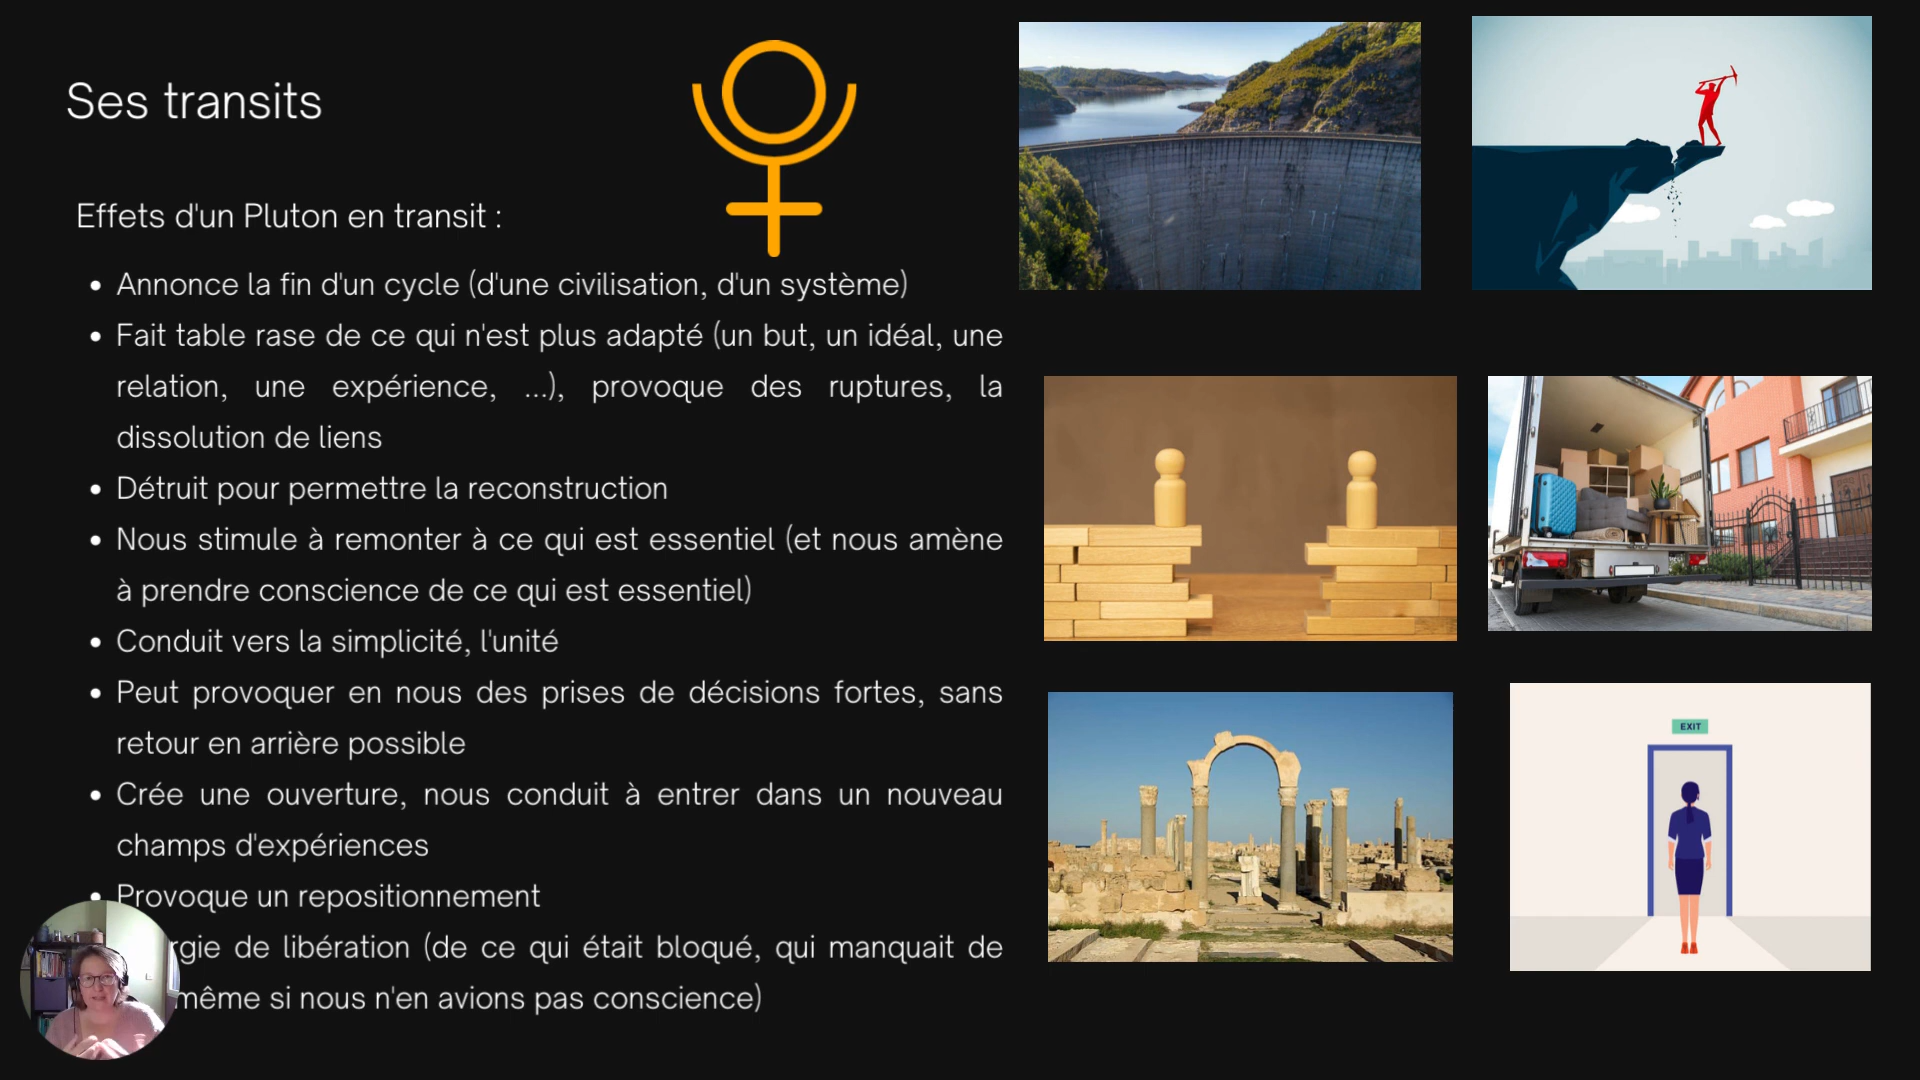 Ses transits
Effets d'un Pluton en transit :
• Annonce la fin d'un cycle (d'une civilisation, d'un système)
• Fait table rase de ce qui n'est plus adapté (un but, un idéal, une
relation, une expérience, ...), provoque des ruptures, la
dissolution de liens
• Détruit pour permettre la reconstruction
• Nous stimule à remonter à ce qui est essentiel (et nous amène
à prendre conscience de ce qui est essentiel)
• Conduit vers la simplicité, l'unité
• Peut provoquer en nous des prises de décisions fortes, sans
retour en arrière possible
• Crée une ouverture, nous conduit à entrer dans un nouveau
champs d'expériences
• Provoque un repositionnement
de libération (de ce qui était bloqué, qui manquait de
même si nous n'en avions pas conscience)
EXIT